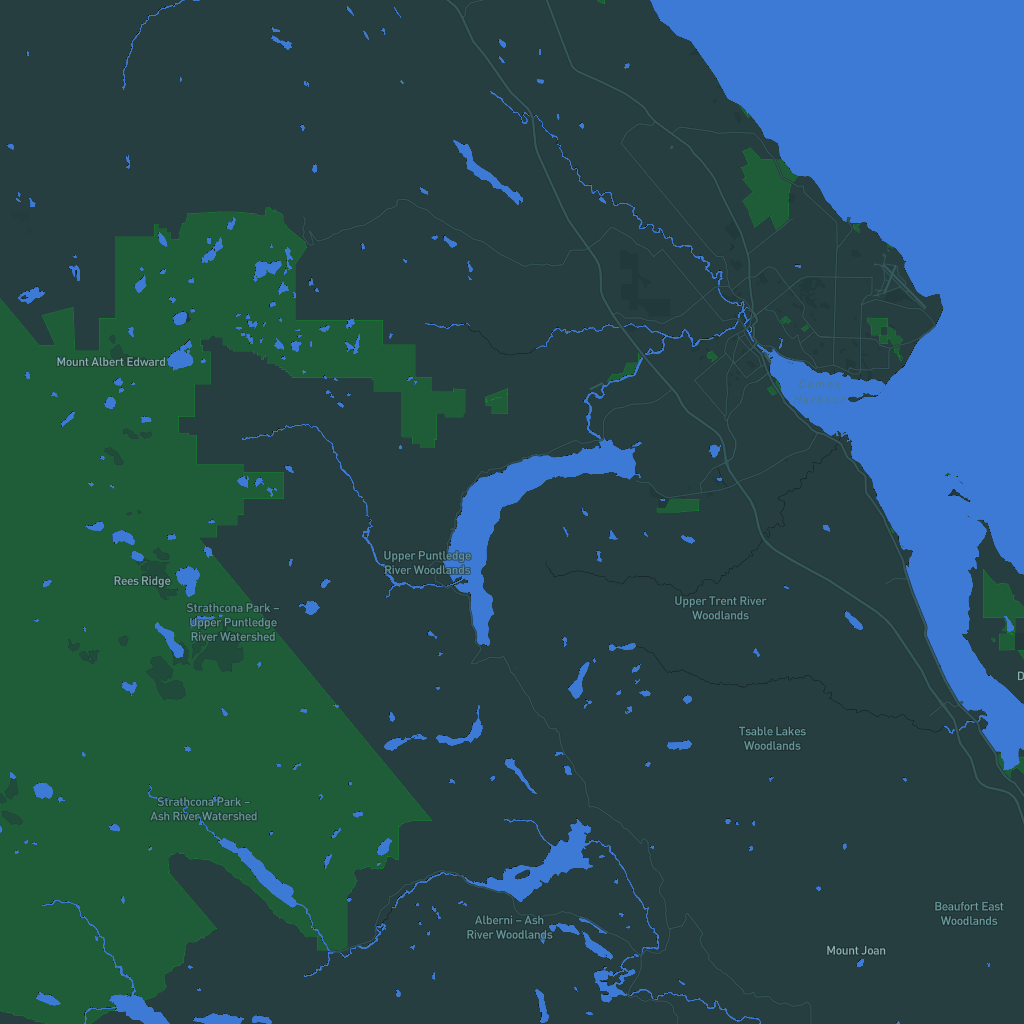 Mount Albert Edward
Upper Puntledge
River Woodlands
Rees Ridge
Strathcona Park –
Upper Puntledge
River Watershed
Upper Trent River
Woodlands
Tsable Lakes
Woodlands
Strathcona Park –
Ash River Watershed
Alberni – Ash
River Woodlands
Beaufort East
Woodlands
Mount Joan